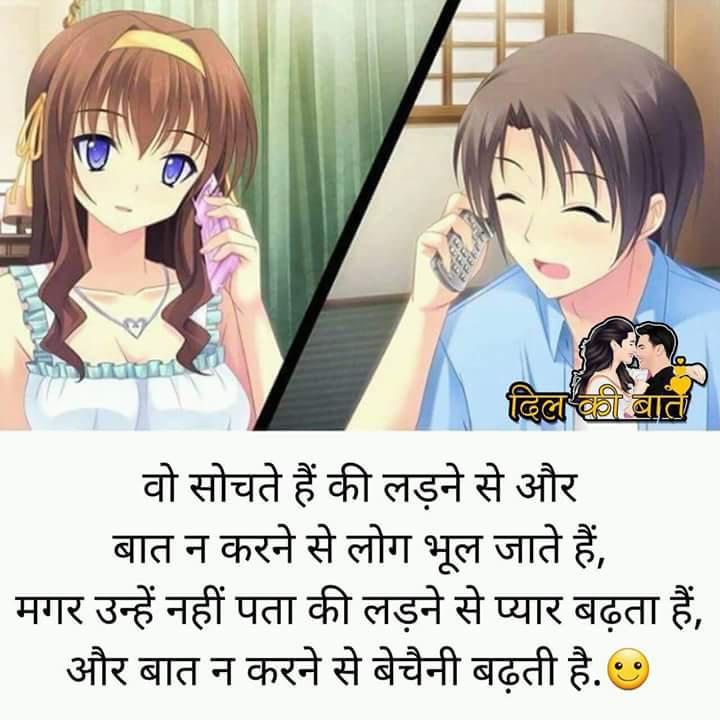 दिल की बातें
वो सोचते हैं की लड़ने से और
बात न करने से लोग भूल जाते हैं,
मगर उन्हें नहीं पता की लड़ने से प्यार बढ़ता हैं,
और बात न करने से बेचैनी बढ़ती है.🙂